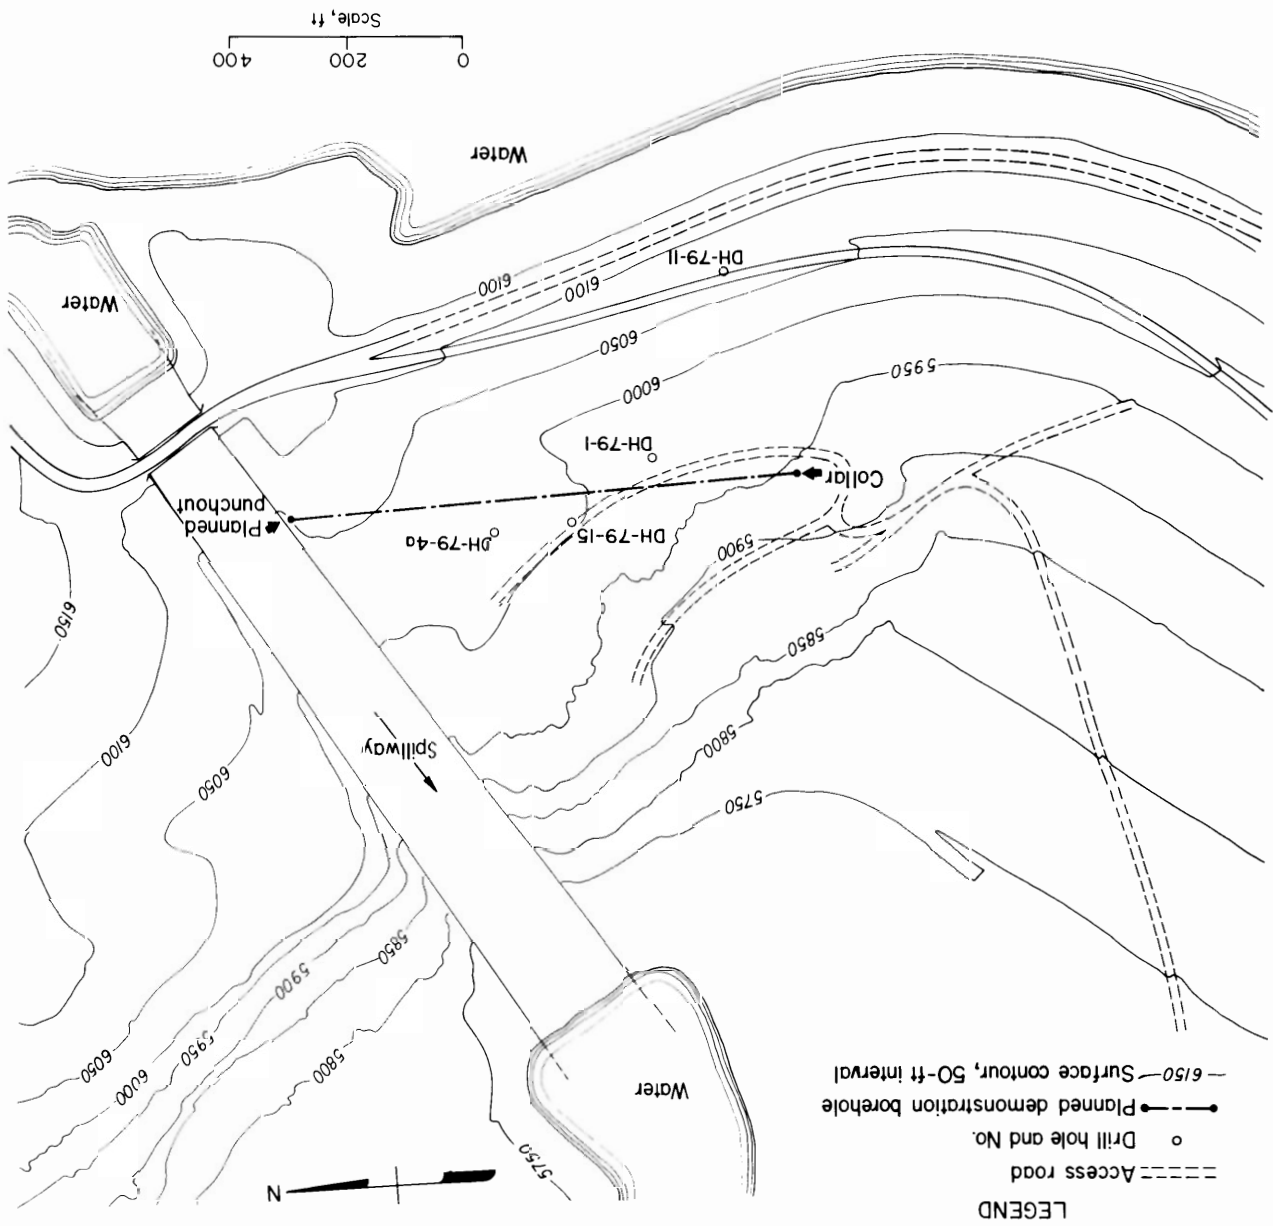 LEGEND
Access road
Drill hole and No.
Planned demonstration borehole
6150 Surface contour, 50-ft interval
N
5750
Water
6000
6050
5800
5950
5900
5850
5750
6050
6100
Spillway
5800
5850
6150
5900
DH-79-15
DH-79-4a
Planned
punchout
Collar
DH-79-1
6000
5950
6050
Water
6100
6100
DH-79-11
Water
0 200 400
Scale, ft